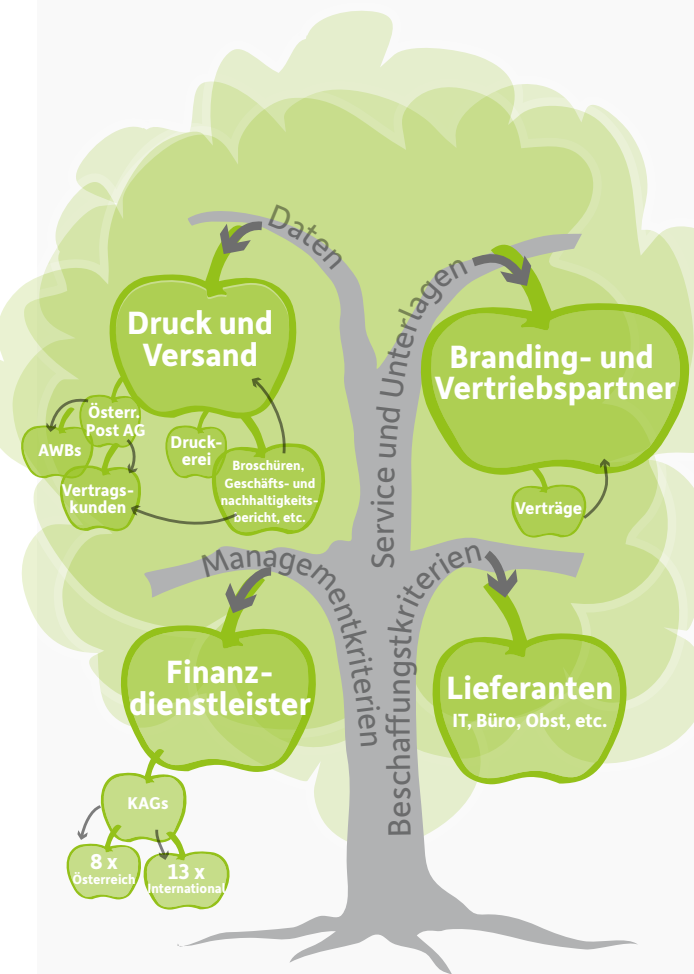 Daten
Druck und
Versand
Österr.
Post AG
AWBs
Vertrags-
kunden
Druck-
erei
Broschüren,
Geschäfts- und
nachhaltigkeits-
bericht, etc.
Service und Unterlagen
Branding- und
Vertriebspartner
Verträge
Managementkriterien
Finanz-
dienstleister
KAGs
8 x
Österreich
13 x
International
Beschaffungstkriterien
Lieferanten
IT, Büro, Obst, etc.